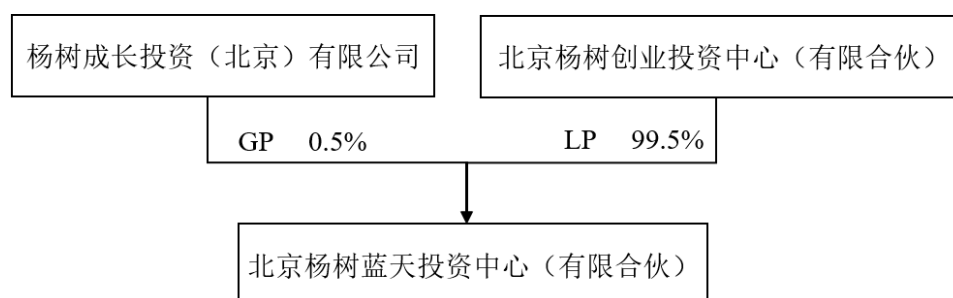 杨树成长投资（北京）有限公司
北京杨树创业投资中心（有限合伙）
GP 0.5%
LP 99.5%
北京杨树蓝天投资中心（有限合伙）